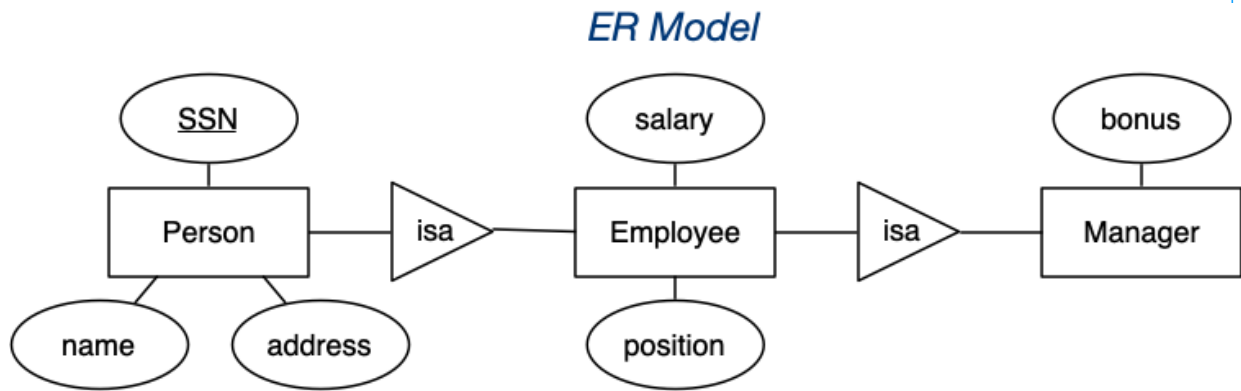 ER Model
SSN
salary
bonus
Person
isa
Employee
isa
Manager
name
address
position